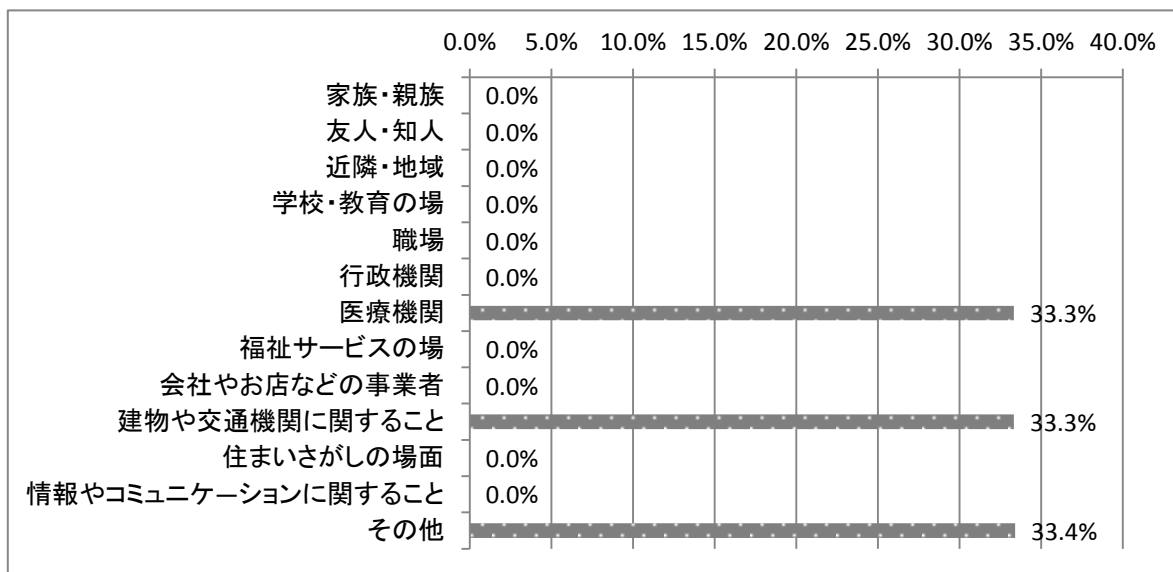 0.0% 5.0% 10.0% 15.0% 20.0% 25.0% 30.0% 35.0% 40.0%
家族・親族 0.0%
友人・知人 0.0%
近隣・地域 0.0%
学校・教育の場 0.0%
職場 0.0%
行政機関 0.0%
医療機関 33.3%
福祉サービスの場 0.0%
会社やお店などの事業者 0.0%
建物や交通機関に関すること 33.3%
住まいさがしの場面 0.0%
情報やコミュニケーションに関すること 0.0%
その他 33.4%